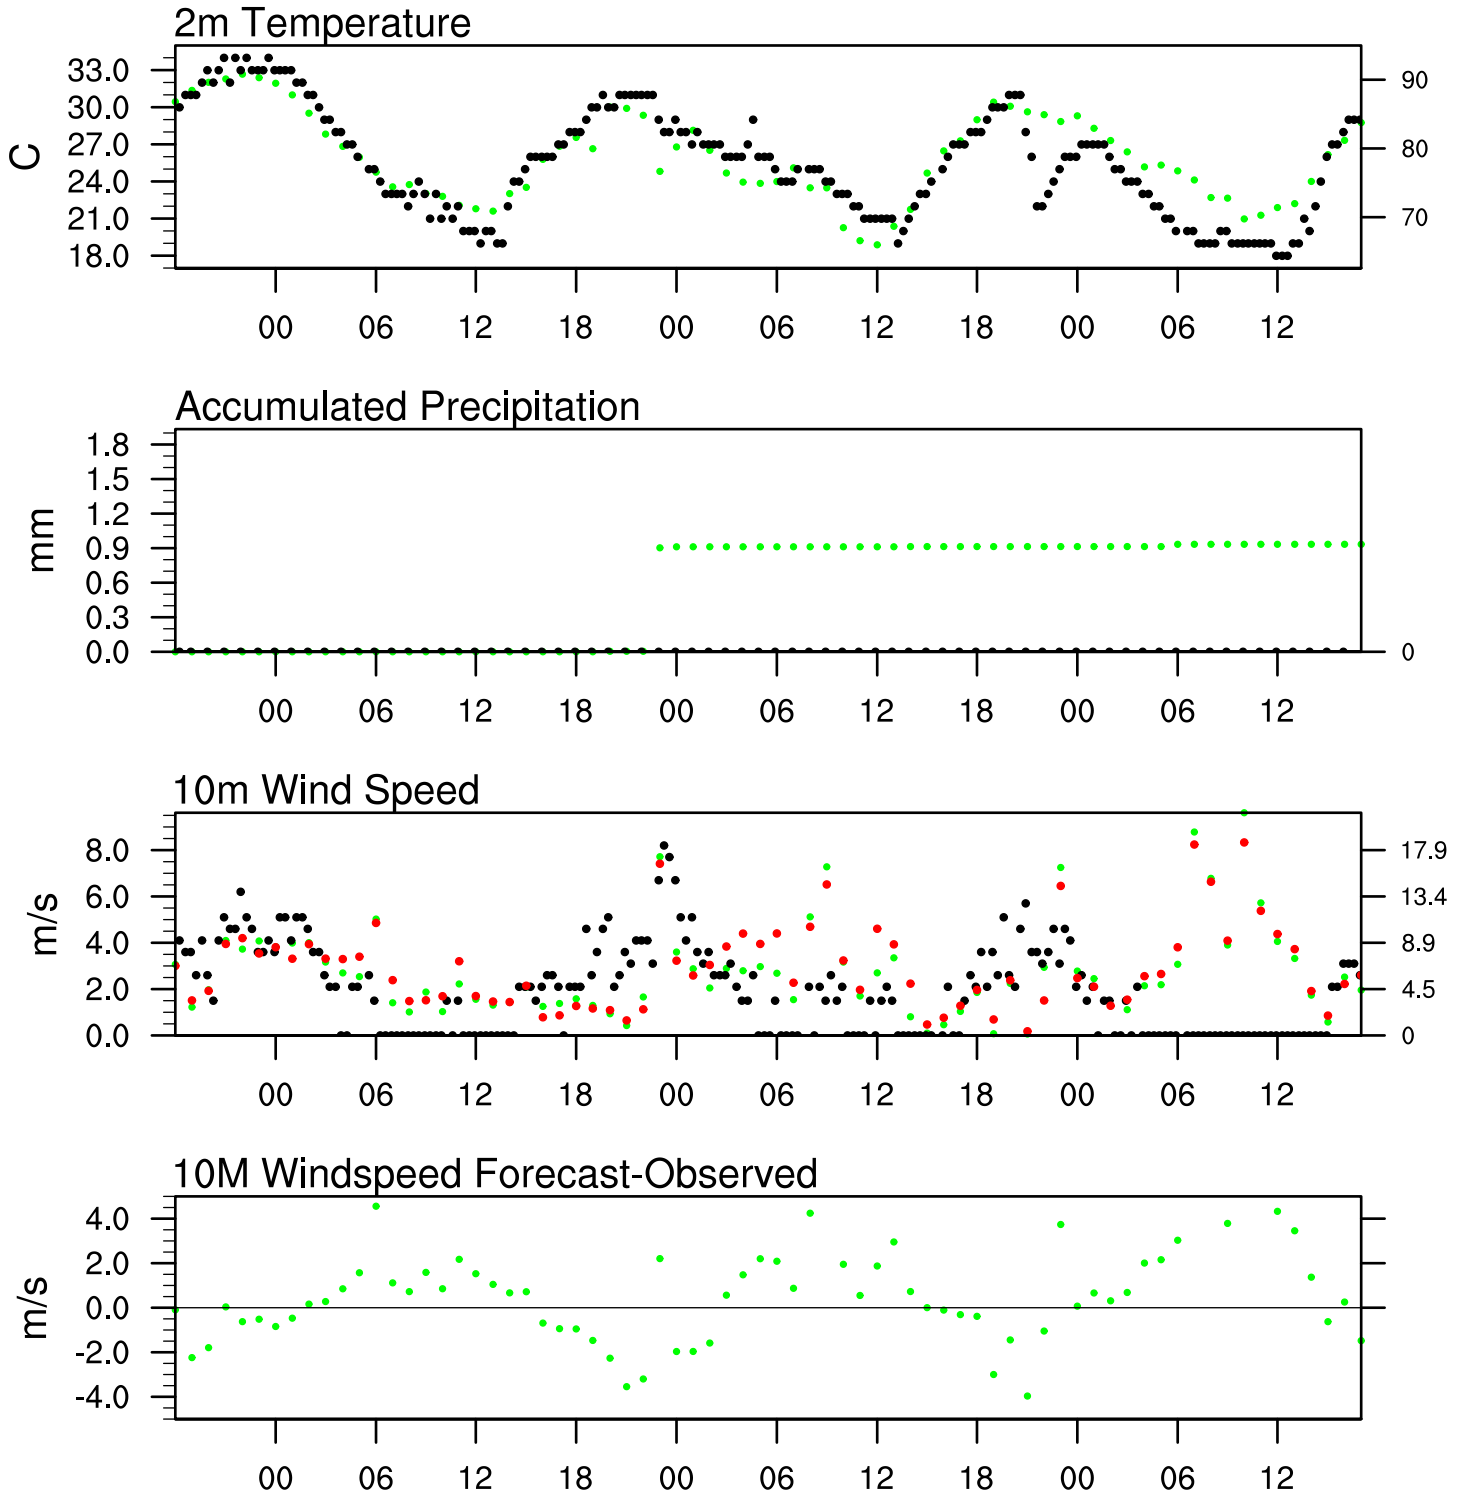 2m Temperature
33.0
30.0
27.0
24.0
21.0
18.0
C
90
80
70
00 06 12 18 00 06 12 18 00 06 12
Accumulated Precipitation
1.8
1.5
1.2
0.9
0.6
0.3
0.0
mm
0
00 06 12 18 00 06 12 18 00 06 12
10m Wind Speed
8.0
6.0
4.0
2.0
0.0
m/s
17.9
13.4
8.9
4.5
0
00 06 12 18 00 06 12 18 00 06 12
10M Windspeed Forecast-Observed
4.0
2.0
0.0
-2.0
-4.0
m/s
00 06 12 18 00 06 12 18 00 06 12